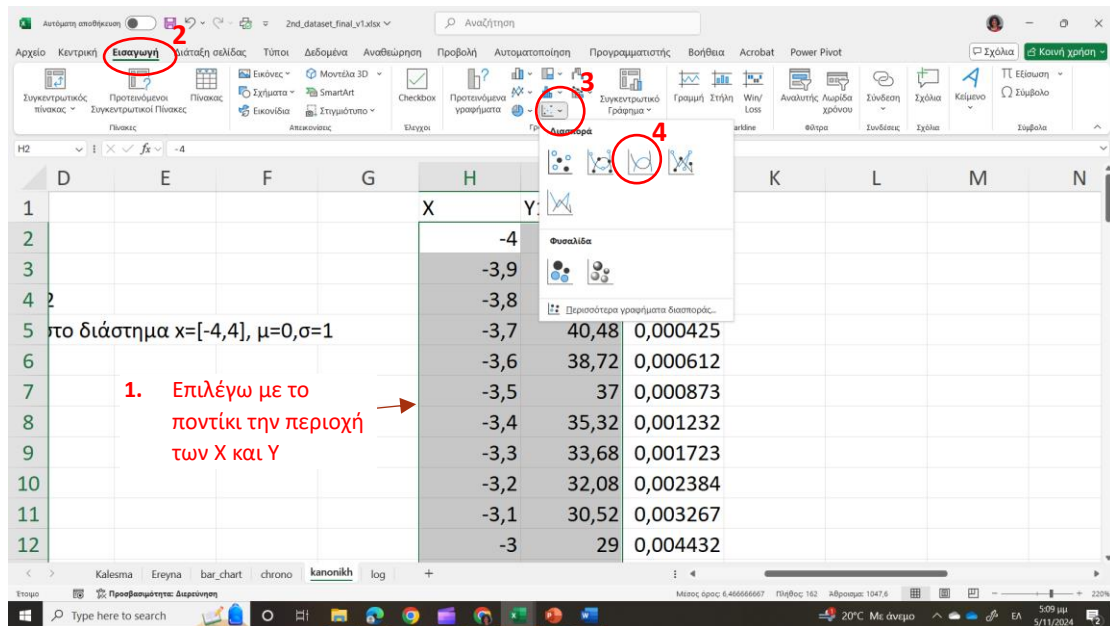 Αυτόματη αποθήκευση 2nd_dataset_final_v1.xlsx Αναζήτηση
2
Αρχείο Κεντρική Εισαγωγή Διάταξη σελίδας Τύποι Δεδομένα Αναθεώρηση Προβολή Αυτοματοποίηση Προγραμματιστής Βοήθεια Acrobat Power Pivot Σχόλια Κοινή χρήση
3
Συγκεντρωτικός πίνακας Προτεινόμενοι Συγκεντρωτικοί Πίνακες Πίνακας
Εικόνες Μοντέλα 3D
Σχήματα SmartArt
Εικονίδια Στιγμιότυπο
Checkbox Προτεινόμενα γραφήματα Συγκεντρωτικό Γράφημα Γραμμή Στήλη Win/Loss Αναλυτής Λωρίδα χρόνου Σύνδεση Σχόλια Κείμενο
Εξίσωση
Σύμβολο
Πίνακες Απεικονίσεις Έλεγχοι Φίλτρα Συνδέσεις Σχόλια Σύμβολα
H2 fx -4
Διασπορά
4
Φυσαλίδα
Περισσότερα γραφήματα διασποράς...
D E F G H K L M N
1 X
2 -4
3 -3,9
4 2 -3,8
5 στο διάστημα x=[-4,4], μ=0,σ=1 -3,7 40,48 0,000425
6 -3,6 38,72 0,000612
7 -3,5 37 0,000873
8 -3,4 35,32 0,001232
9 -3,3 33,68 0,001723
10 -3,2 32,08 0,002384
11 -3,1 30,52 0,003267
12 -3 29 0,004432
1. Επιλέγω με το
ποντίκι την περιοχή
των X και Y
Kalesma Ereyna bar_chart chrono kanonikh log +
Έτοιμο Προσβασιμότητα: Διερεύνηση Μέσος όρος: 6,466666667 Πλήθος: 162 Άθροισμα: 1047,6 220%
Type here to search 20°C Με άνεμο ΕΛ 5:09 μμ
5/11/2024